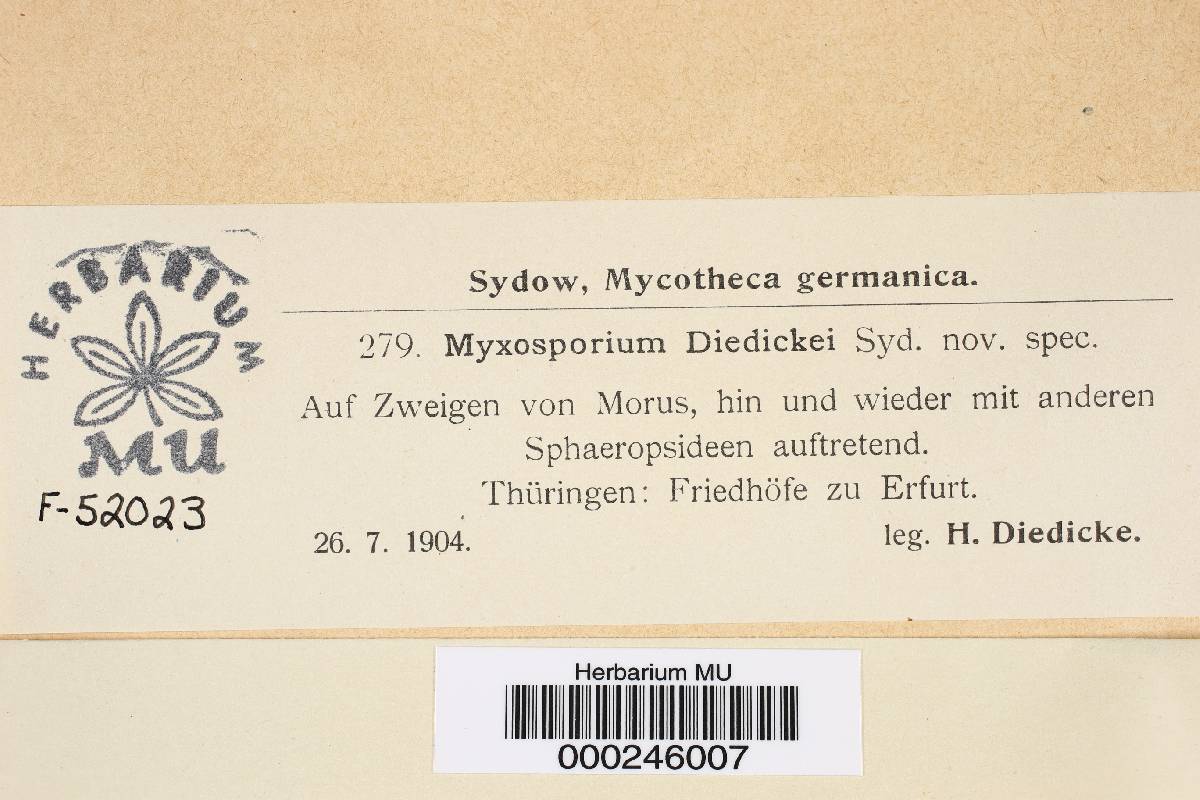 HERBARIUM
MU
F-52023
Sydow, Mycotheca germanica.
279. Myxosporium Diedickei Syd. nov. spec.
Auf Zweigen von Morus, hin und wieder mit anderen
Sphaeropsideen auftretend.
Thüringen: Friedhöfe zu Erfurt.
26. 7. 1904. leg. H. Diedicke.
Herbarium MU
000246007